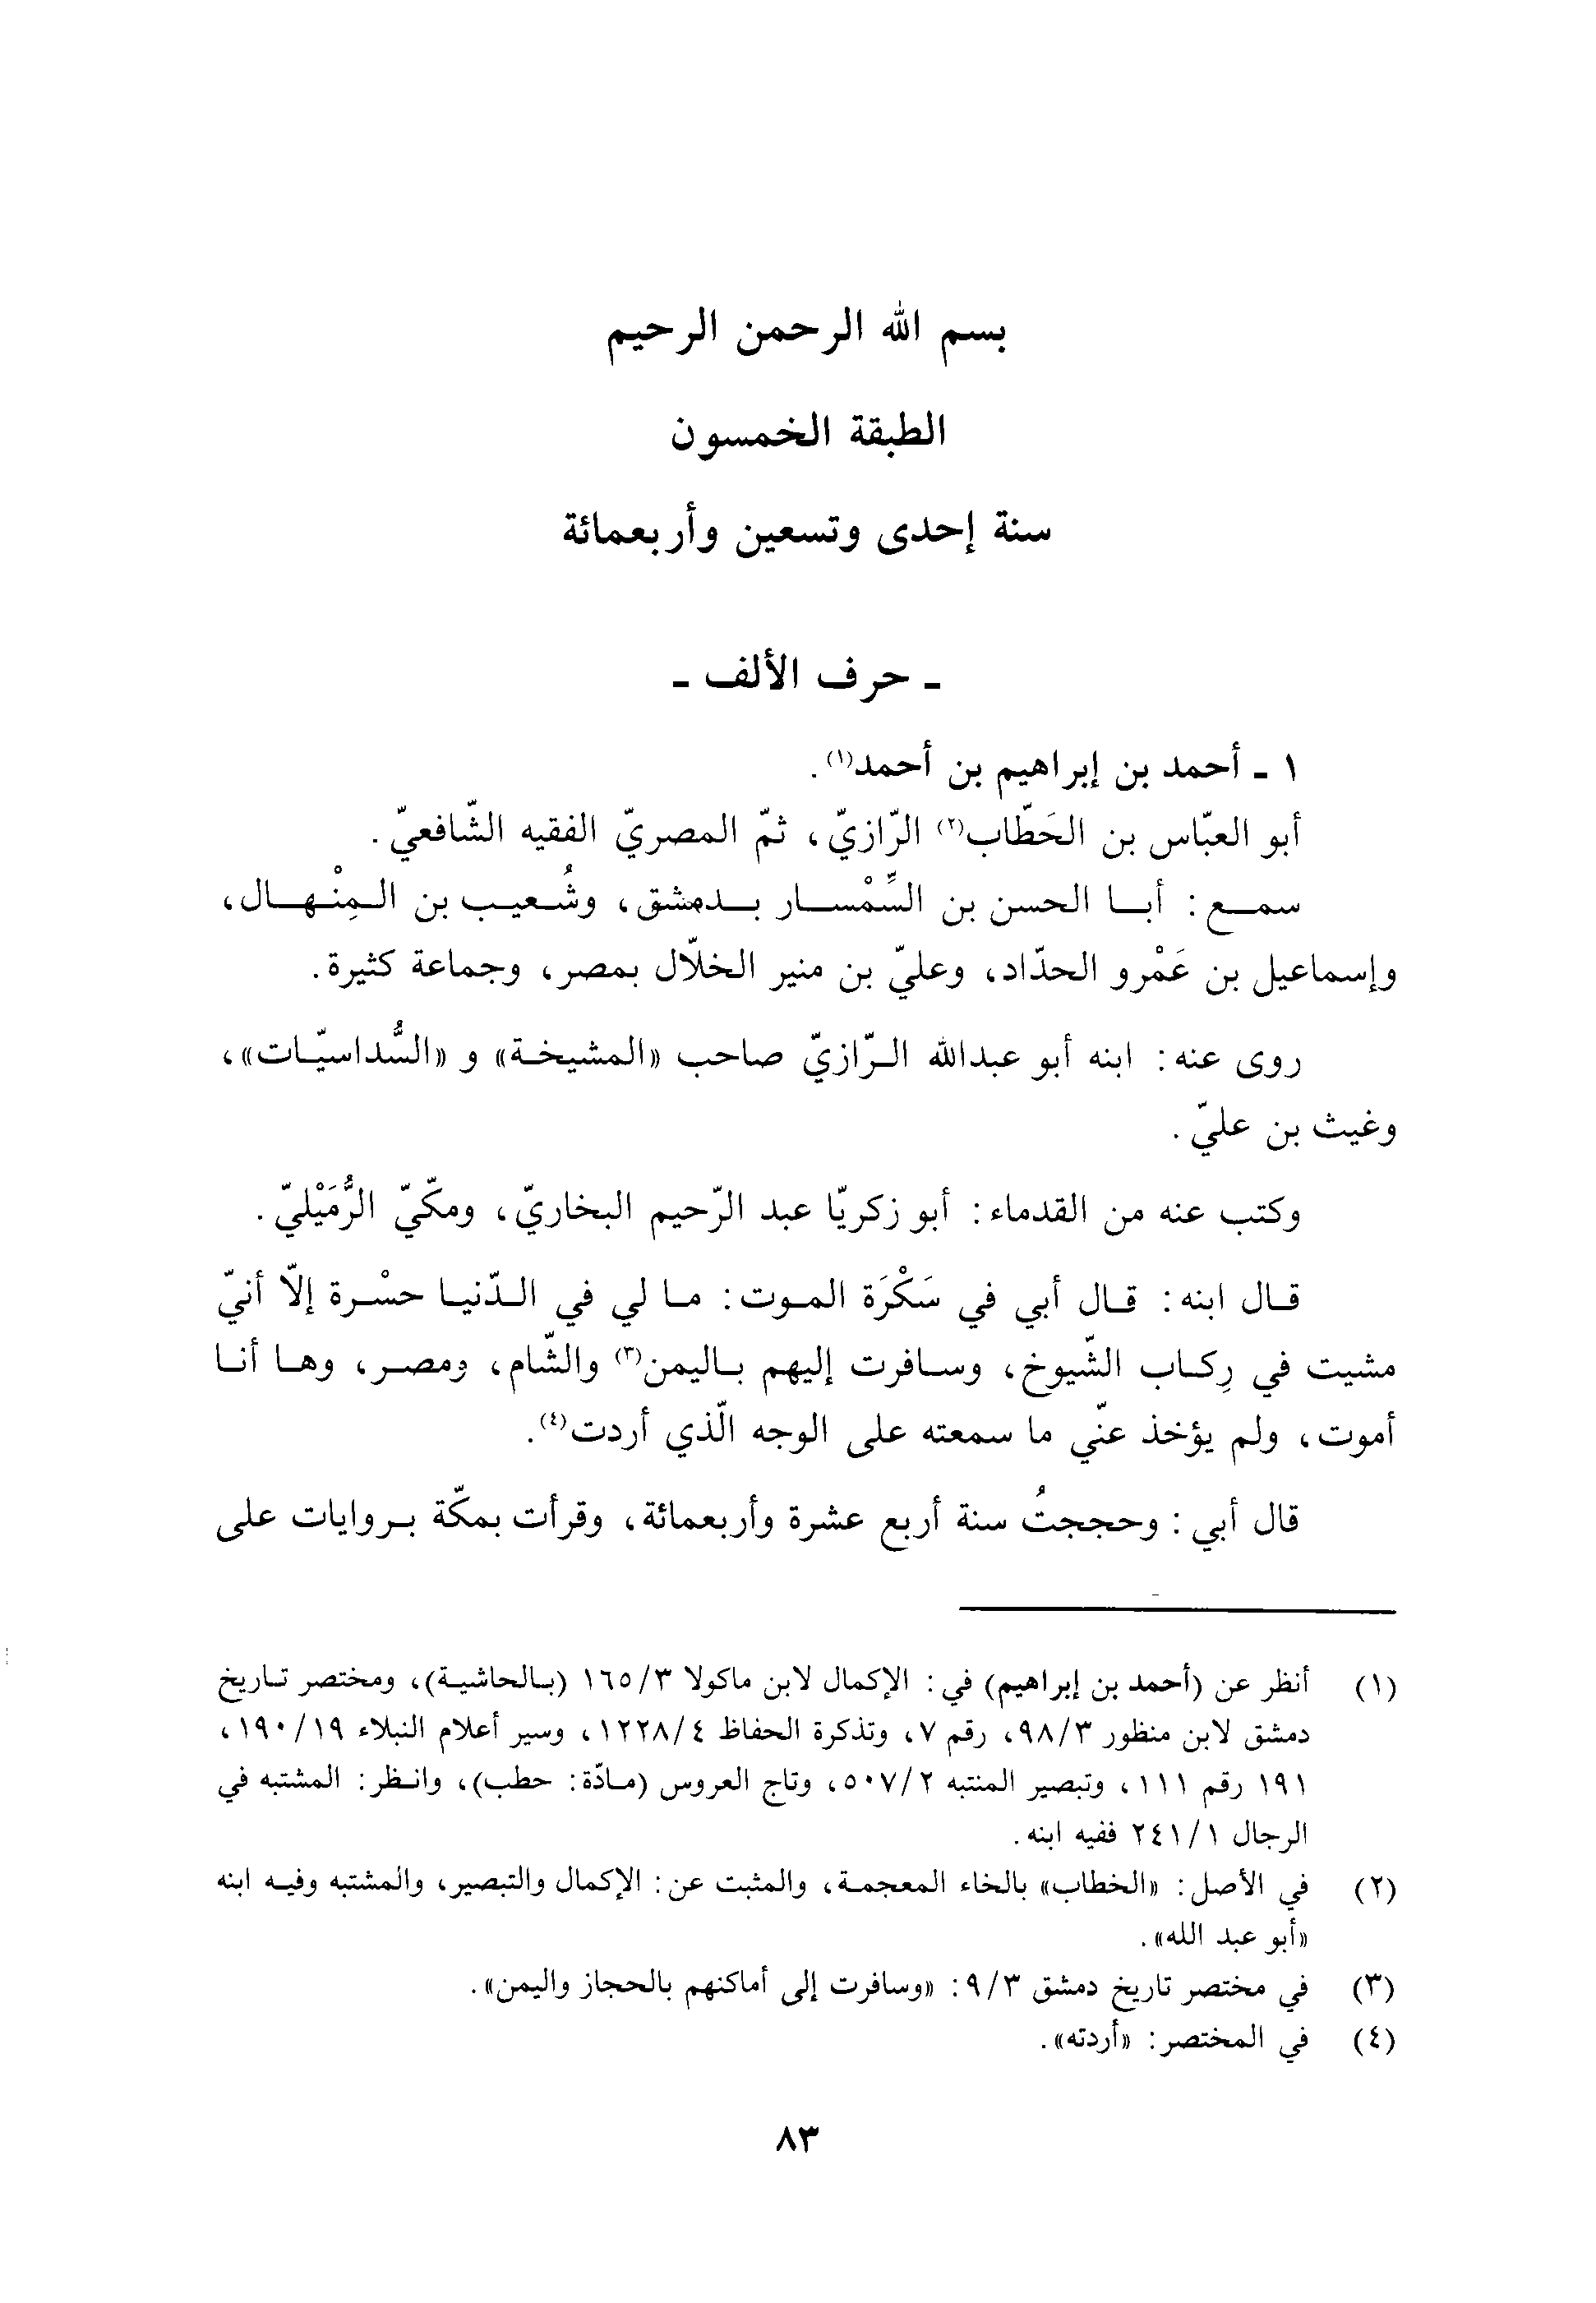 بسم الله الرحمن الرحيم
الطبقة الخمسون
سنة إحدى وتسعين وأربعمائة
ـ حرف الألف ـ
١ ـ أحمد بن إبراهيم بن أحمد(١).
أبو العبّاس بن الحَطّاب(٢) الرّازيّ، ثمّ المصريّ الفقيه الشّافعيّ.
سمع: أبا الحسن بن السِّمْسار بدمشق، وشُعيب بن المِنْهال،
وإسماعيل بن عَمْرو الحدّاد، وعليّ بن منير الخلّال بمصر، وجماعة كثيرة.
روى عنه: ابنه أبو عبدالله الرّازيّ صاحب «المشيخة» و «السُّداسيّات»،
وغيث بن عليّ.
وكتب عنه من القدماء: أبو زكريّا عبد الرّحيم البخاريّ، ومكّيّ الرُّمَيْليّ.
قال ابنه: قال أبي في سَكْرَة الموت: ما لي في الدّنيا حسْرة إلّا أنيّ
مشيت في رِكاب الشّيوخ، وسافرت إليهم باليمن(٣) والشّام، ومصر، وها أنا
أموت، ولم يؤخذ عنّي ما سمعته على الوجه الّذي أردت(٤).
قال أبي: وحججتُ سنة أربع عشرة وأربعمائة، وقرأت بمكّة بروايات على
(١) أنظر عن (أحمد بن إبراهيم) في: الإكمال لابن ماكولا ١٦٥/٣ (بالحاشية)، ومختصر تاريخ
دمشق لابن منظور ٩٨/٣، رقم ٧، وتذكرة الحفاظ ١٢٢٨/٤، وسير أعلام النبلاء ١٩٠/١٩،
١٩١ رقم ١١١، وتبصير المنتبه ٥٠٧/٢، وتاج العروس (مادّة: حطب)، وانظر: المشتبه في
الرجال ٢٤١/١ ففيه ابنه.
(٢) في الأصل: «الخطاب» بالخاء المعجمة، والمثبت عن: الإكمال والتبصير، والمشتبه وفيه ابنه
«أبو عبد الله».
(٣) في مختصر تاريخ دمشق ٩/٣: «وسافرت إلى أماكنهم بالحجاز واليمن».
(٤) في المختصر: «أردته».
٨٣